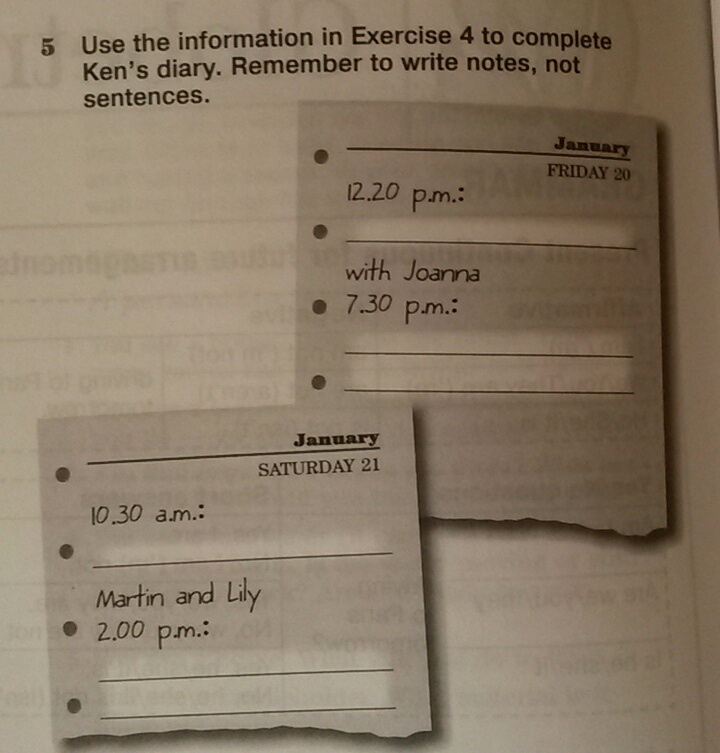 5 Use the information in Exercise 4 to complete
Ken's diary. Remember to write notes, not
sentences.
January
FRIDAY 20
12.20 p.m.:
with Joanna
7.30 p.m.:
January
SATURDAY 21
10.30 a.m.:
Martin and Lily
2.00 p.m.: